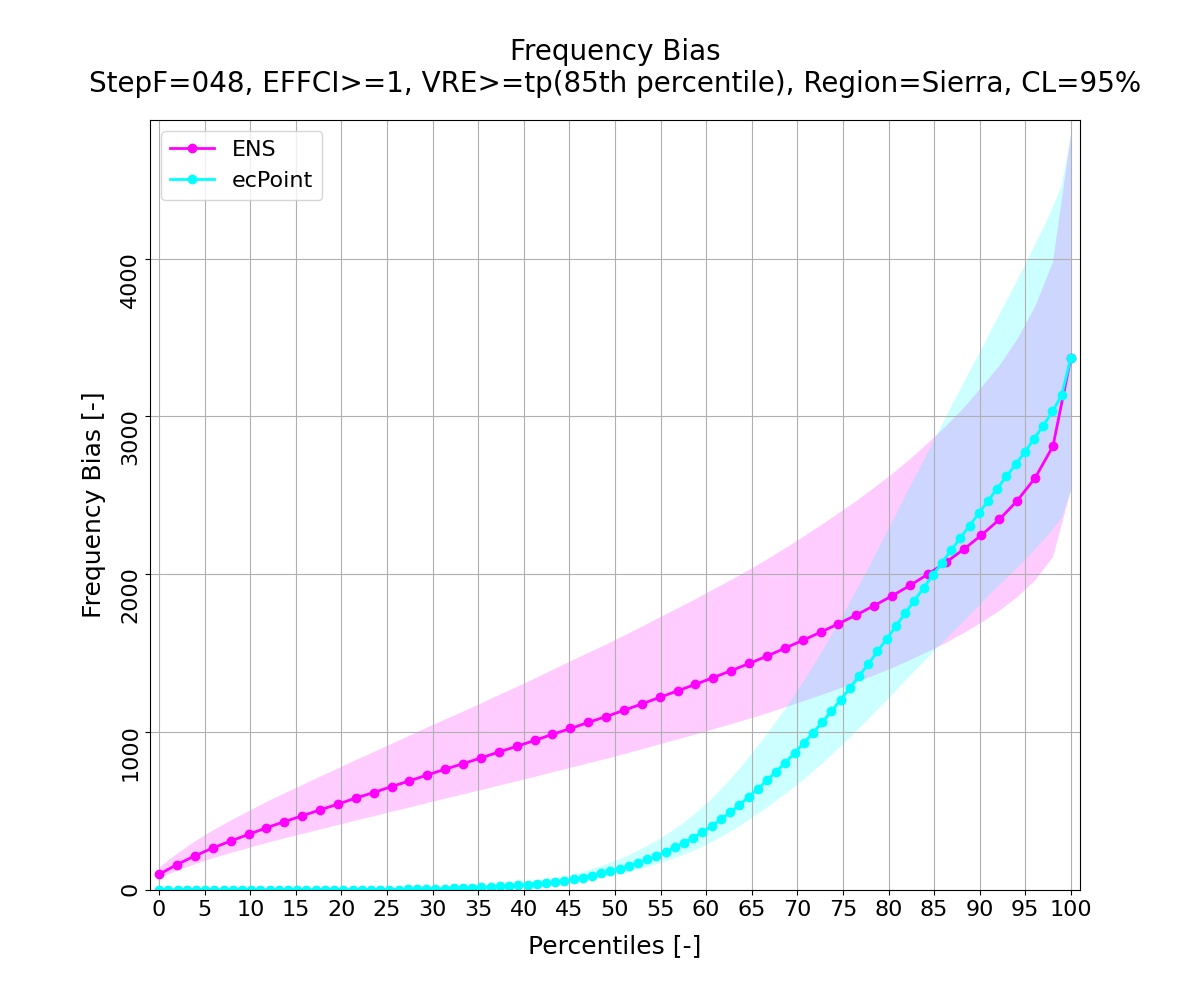 Frequency Bias
StepF=048, EFFCI>=1, VRE>=tp(85th percentile), Region=Sierra, CL=95%
ENS
ecPoint
Frequency Bias [-]
4000
3000
2000
1000
0
0 5 10 15 20 25 30 35 40 45 50 55 60 65 70 75 80 85 90 95 100
Percentiles [-]